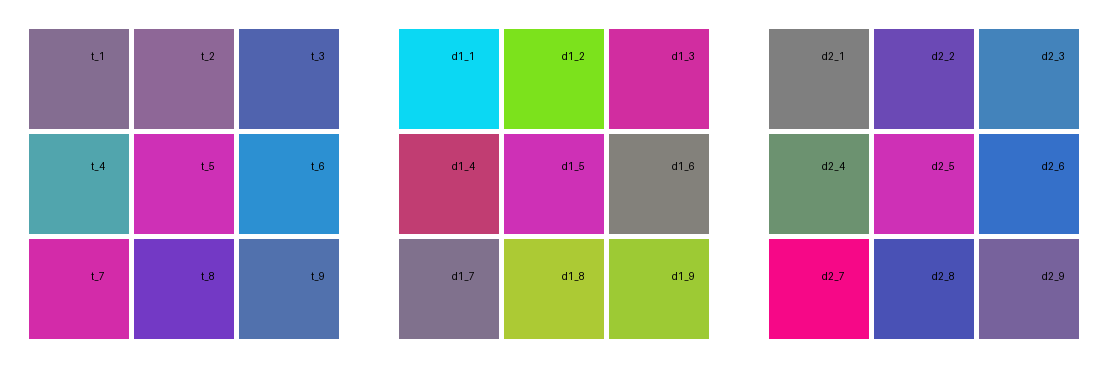 t_1 t_2 t_3 d1_1 d1_2 d1_3 d2_1 d2_2 d2_3
t_4 t_5 t_6 d1_4 d1_5 d1_6 d2_4 d2_5 d2_6
t_7 t_8 t_9 d1_7 d1_8 d1_9 d2_7 d2_8 d2_9